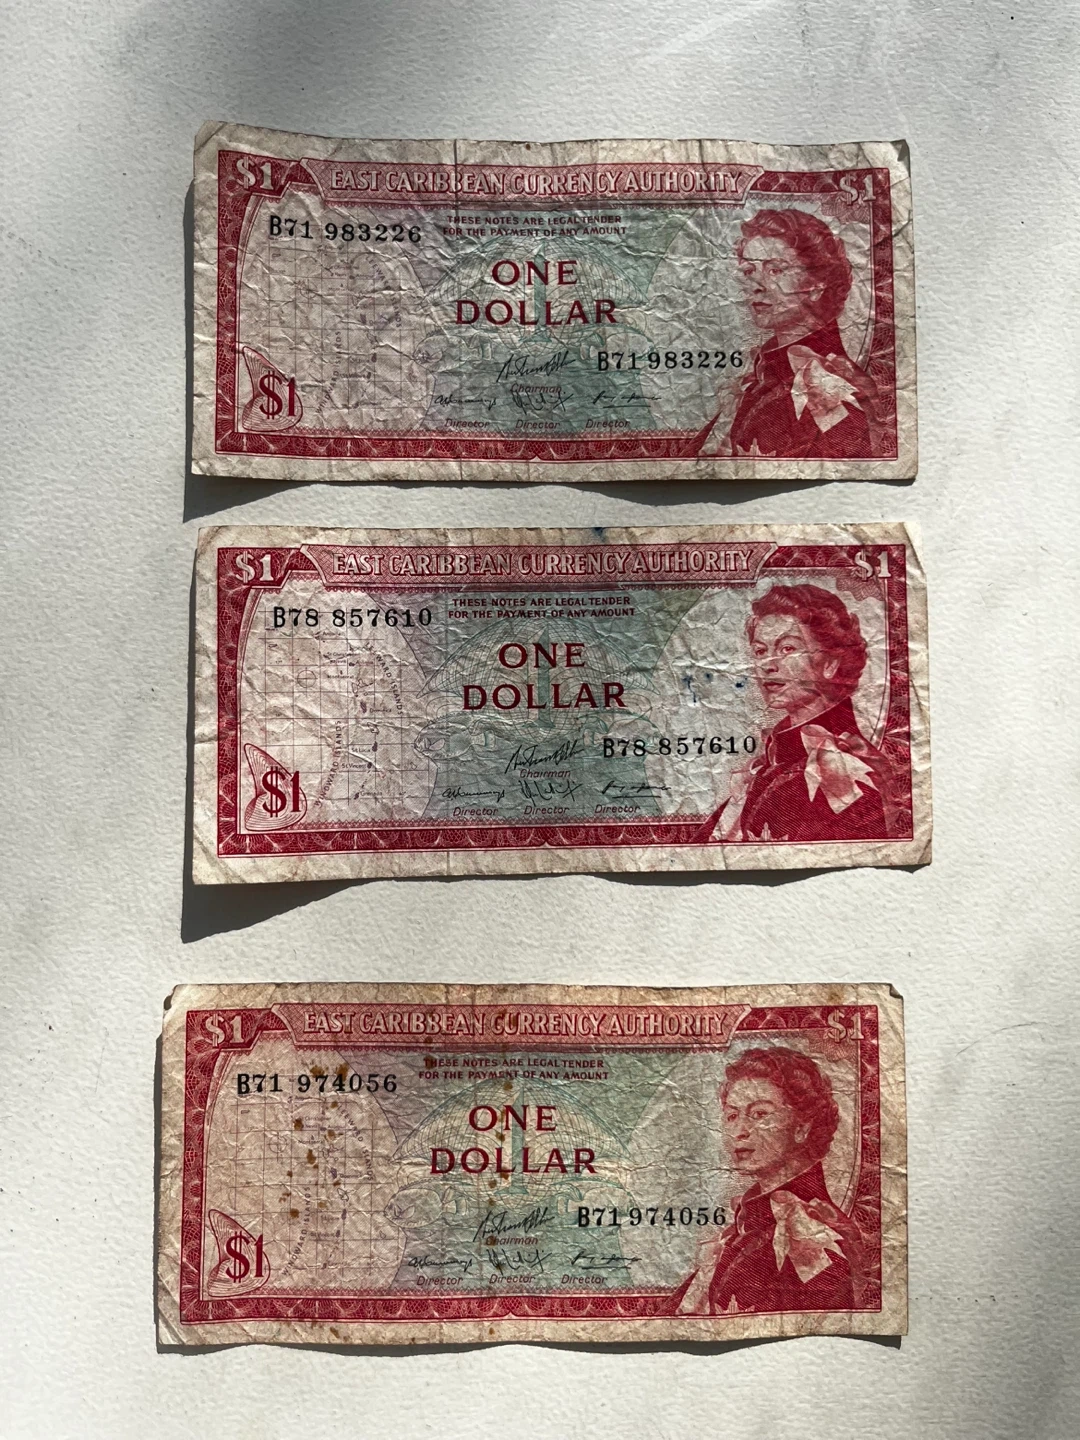 $1 EAST CARIBBEAN CURRENCY AUTHORITY $1
THESE NOTES ARE LEGAL TENDER
FOR THE PAYMENT OF ANY AMOUNT
B71 983226
ONE
DOLLAR
B71 983226
Chairman
$1
Director Director Director
$1 EAST CARIBBEAN CURRENCY AUTHORITY $1
THESE NOTES ARE LEGAL TENDER
FOR THE PAYMENT OF ANY AMOUNT
B78 857610
ONE
DOLLAR
LEEWARD ISLANDS
WINDWARD ISLANDS
B78 857610
Chairman
$1
Director Director Director
$1 EAST CARIBBEAN CURRENCY AUTHORITY $1
THESE NOTES ARE LEGAL TENDER
FOR THE PAYMENT OF ANY AMOUNT
B71 974056
ONE
DOLLAR
B71 974056
Chairman
$1
Director Director Director